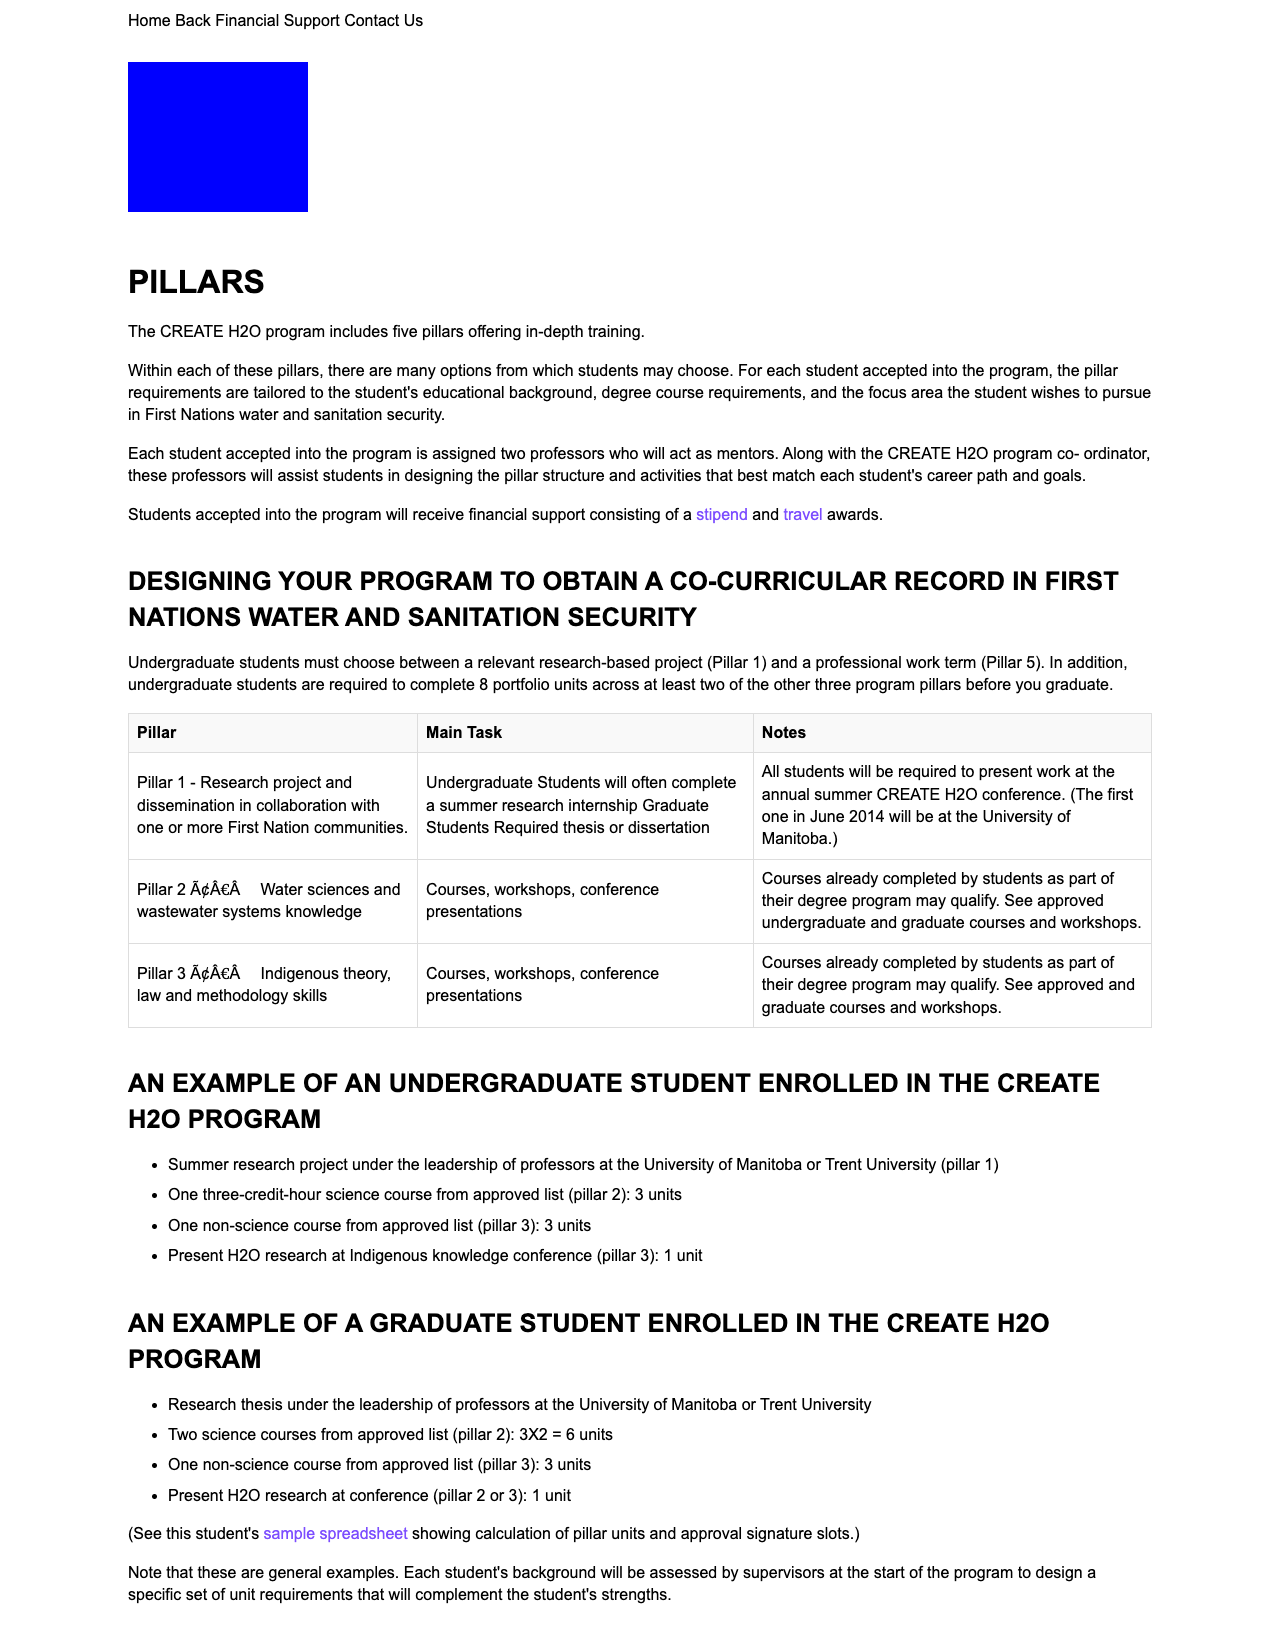 Home Back Financial Support Contact Us
PILLARS
The CREATE H2O program includes five pillars offering in-depth training.
Within each of these pillars, there are many options from which students may choose. For each student accepted into the program, the pillar
requirements are tailored to the student's educational background, degree course requirements, and the focus area the student wishes to pursue
in First Nations water and sanitation security.
Each student accepted into the program is assigned two professors who will act as mentors. Along with the CREATE H2O program co- ordinator,
these professors will assist students in designing the pillar structure and activities that best match each student's career path and goals.
Students accepted into the program will receive financial support consisting of a stipend and travel awards.
DESIGNING YOUR PROGRAM TO OBTAIN A CO-CURRICULAR RECORD IN FIRST
NATIONS WATER AND SANITATION SECURITY
Undergraduate students must choose between a relevant research-based project (Pillar 1) and a professional work term (Pillar 5). In addition,
undergraduate students are required to complete 8 portfolio units across at least two of the other three program pillars before you graduate.
Pillar
Main Task
Notes
Pillar 1 - Research project and
dissemination in collaboration with
one or more First Nation communities.
Undergraduate Students will often complete
a summer research internship Graduate
Students Required thesis or dissertation
All students will be required to present work at the
annual summer CREATE H2O conference. (The first
one in June 2014 will be at the University of
Manitoba.)
Pillar 2 Ã¢Â€Â Water sciences and
wastewater systems knowledge
Courses, workshops, conference
presentations
Courses already completed by students as part of
their degree program may qualify. See approved
undergraduate and graduate courses and workshops.
Pillar 3 Ã¢Â€Â Indigenous theory,
law and methodology skills
Courses, workshops, conference
presentations
Courses already completed by students as part of
their degree program may qualify. See approved and
graduate courses and workshops.
AN EXAMPLE OF AN UNDERGRADUATE STUDENT ENROLLED IN THE CREATE
H2O PROGRAM
• Summer research project under the leadership of professors at the University of Manitoba or Trent University (pillar 1)
• One three-credit-hour science course from approved list (pillar 2): 3 units
• One non-science course from approved list (pillar 3): 3 units
• Present H2O research at Indigenous knowledge conference (pillar 3): 1 unit
AN EXAMPLE OF A GRADUATE STUDENT ENROLLED IN THE CREATE H2O
PROGRAM
• Research thesis under the leadership of professors at the University of Manitoba or Trent University
• Two science courses from approved list (pillar 2): 3X2 = 6 units
• One non-science course from approved list (pillar 3): 3 units
• Present H2O research at conference (pillar 2 or 3): 1 unit
(See this student's sample spreadsheet showing calculation of pillar units and approval signature slots.)
Note that these are general examples. Each student's background will be assessed by supervisors at the start of the program to design a
specific set of unit requirements that will complement the student's strengths.